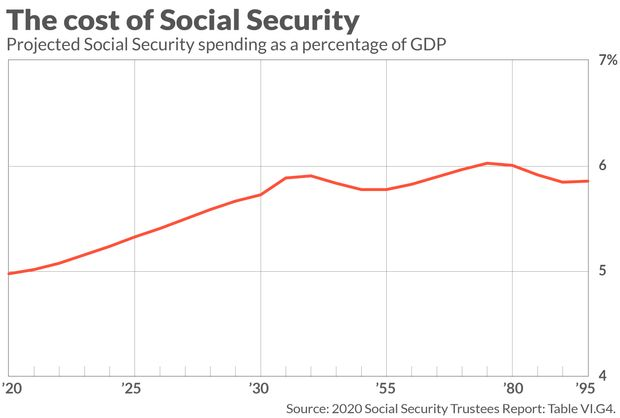 The cost of Social Security
Projected Social Security spending as a percentage of GDP
7%
6
5
4
’20 ’25 ’30 ’55 ’80 ’95
Source: 2020 Social Security Trustees Report: Table VI.G4.